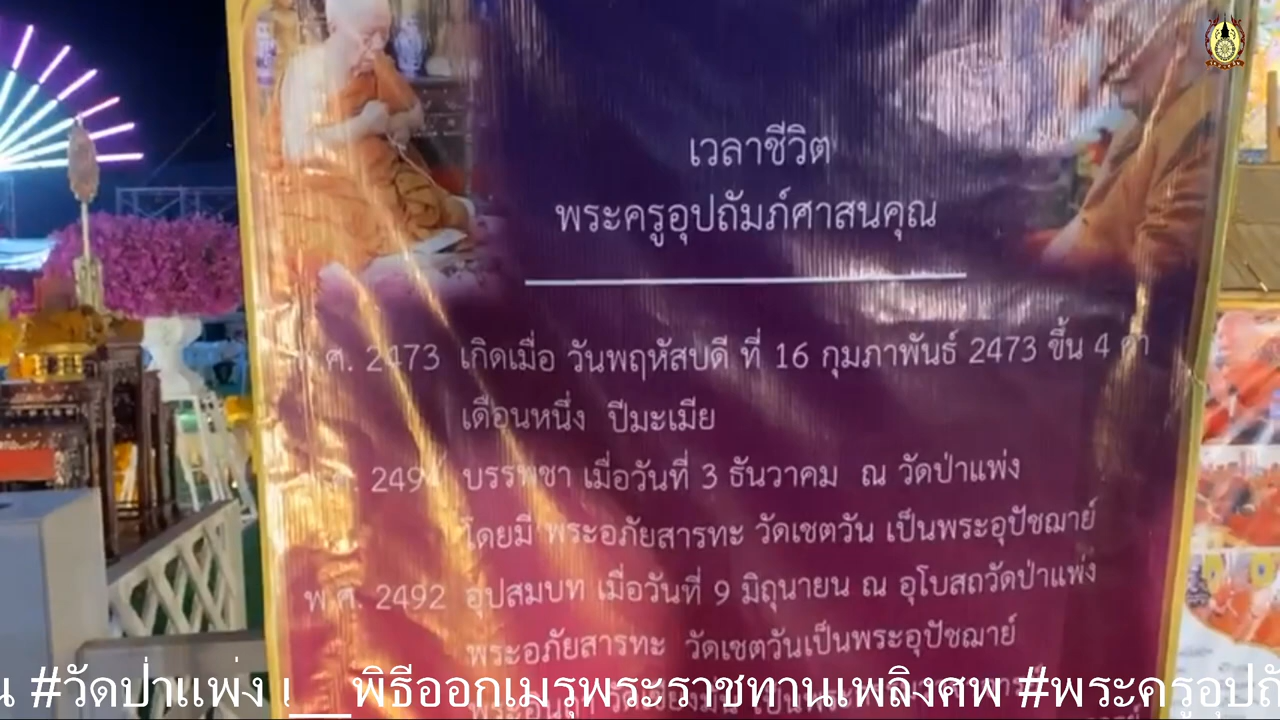 เวลาชีวิต
พระครูอุปถัมภ์ศาสนคุณ
ศ. 2473 เกิดเมื่อ วันพฤหัสบดี ที่ 16 กุมภาพันธ์ 2473 ขึ้น 4 ค่ำ
เดือนหนึ่ง ปีมะเมีย
บรรพชา เมื่อวันที่ 3 ธันวาคม ณ วัดป่าแพ่ง
โดยมี พระอภัยสารทะ วัดเชตวัน เป็นพระอุปัชฌาย์
พ.ศ. 2492 อุปสมบท เมื่อวันที่ 9 มิถุนายน ณ อุโบสถวัดป่าแพ่ง
พระอภัยสารทะ วัดเชตวันเป็นพระอุปัชฌาย์
น #วัดป่าแพ่ง เ__พิธีออกเมรุพระราชทานเพลิงศพ #พระครูอุปถั